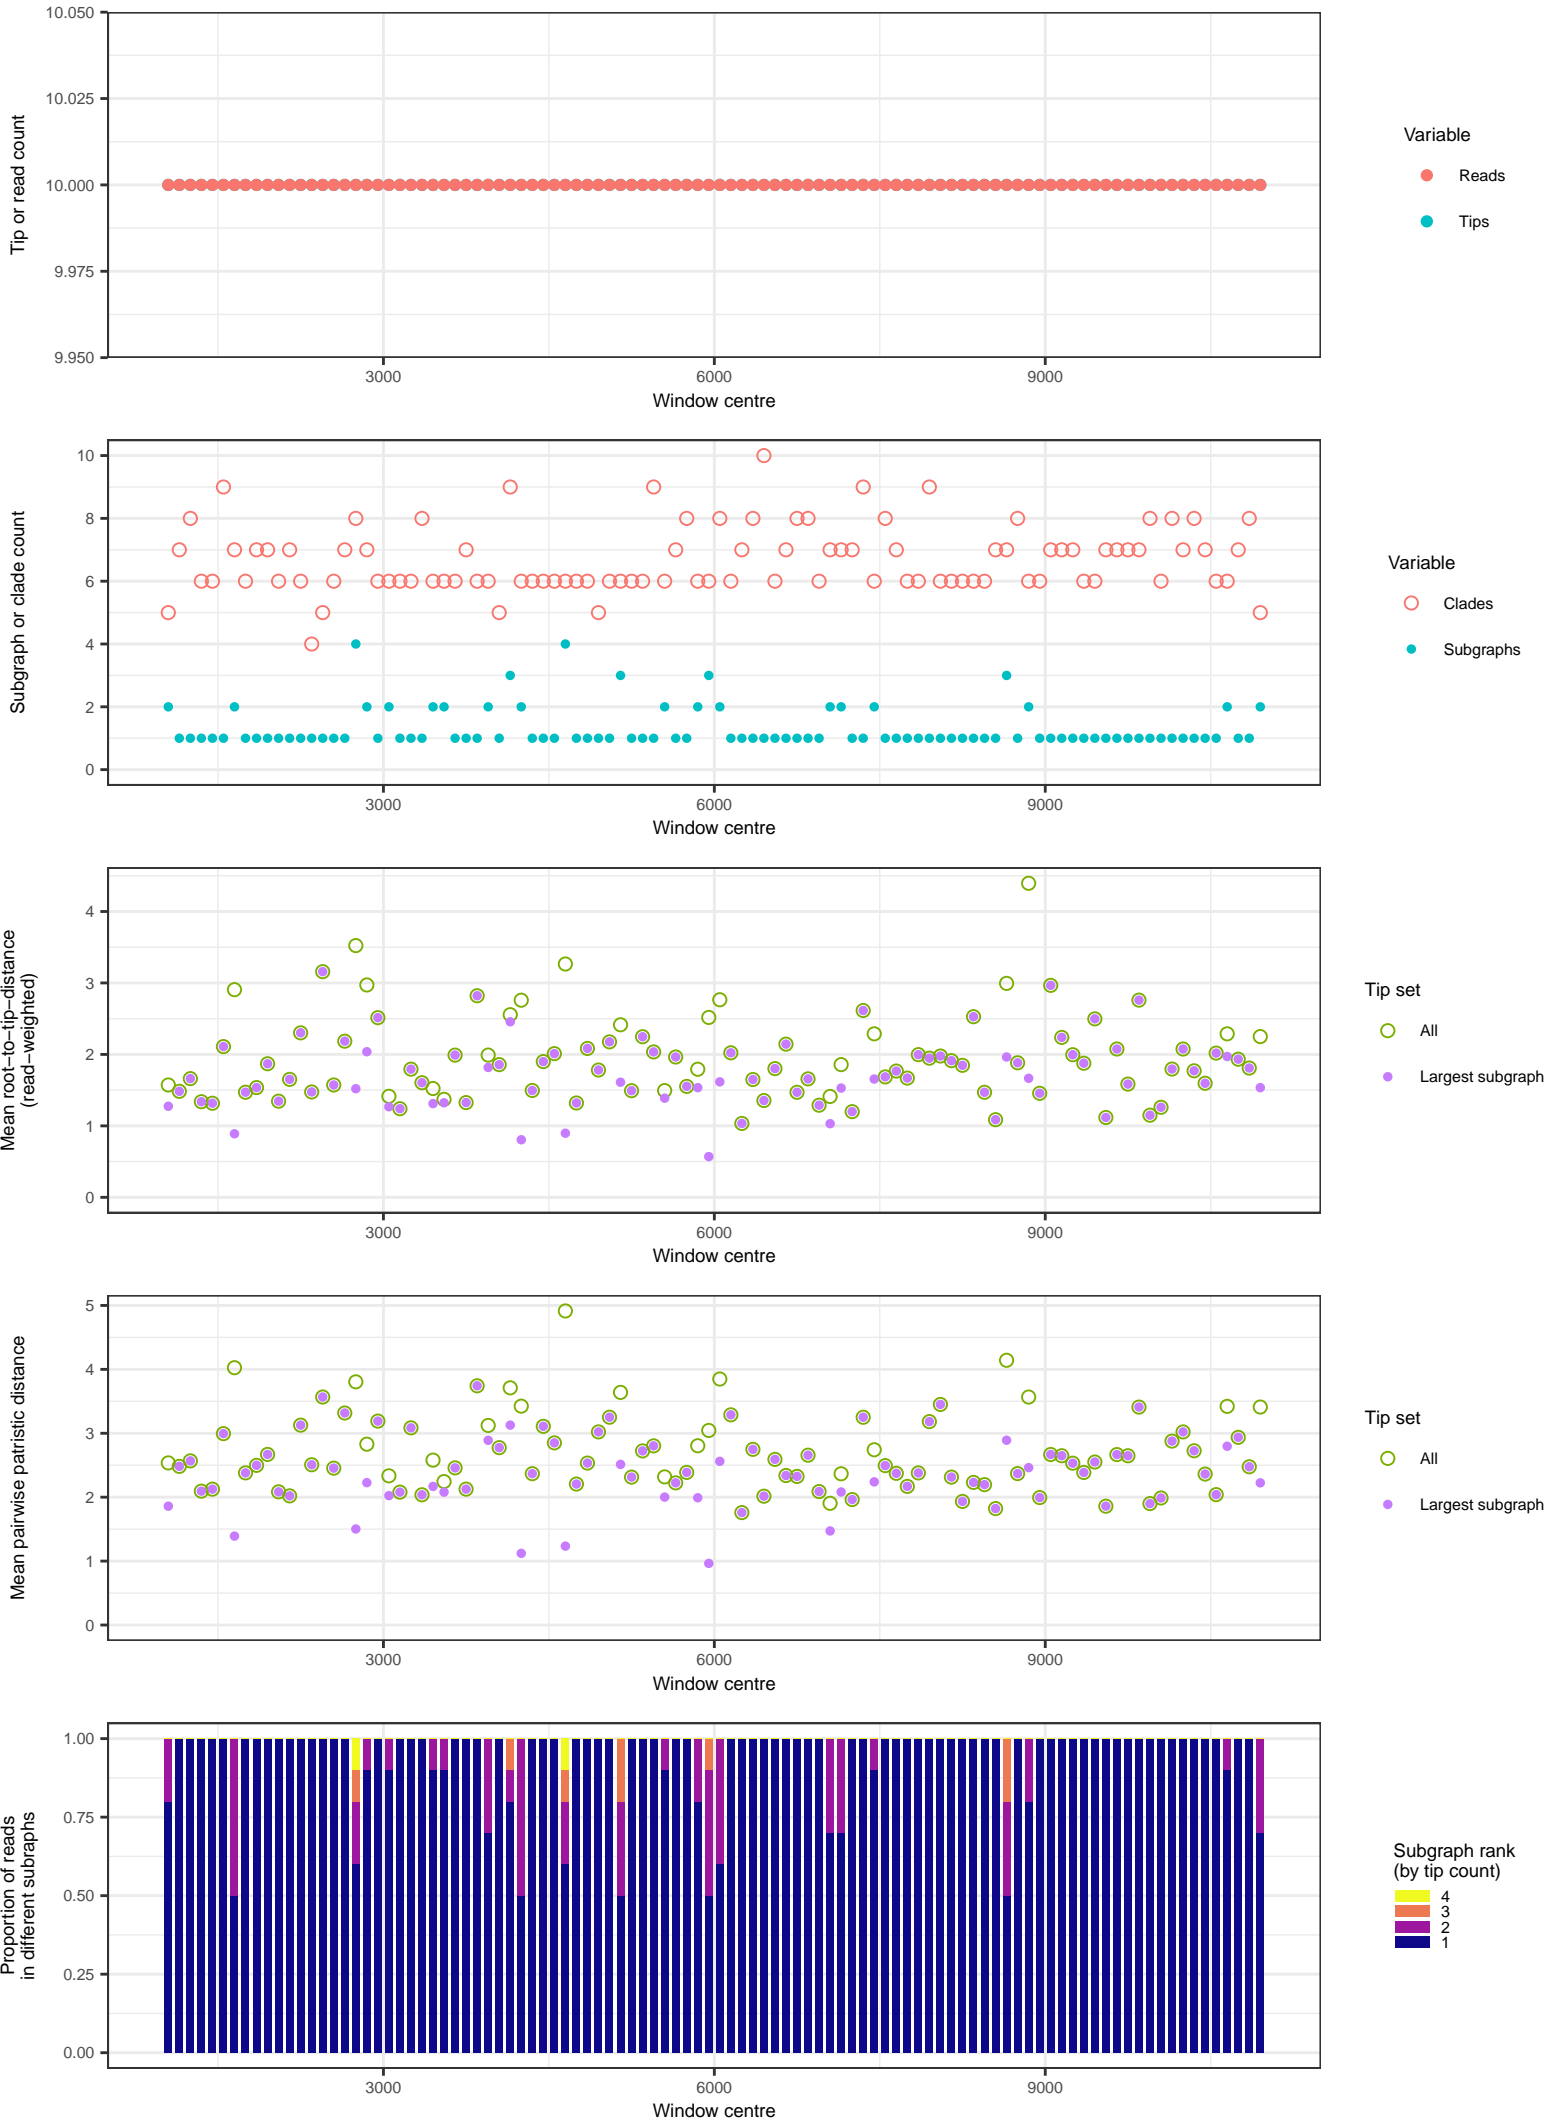 10.050
10.025
10.000
9.975
9.950
Tip or read count
3000 6000 9000
Window centre
Variable
Reads
Tips
10
8
6
4
2
0
Subgraph or clade count
3000 6000 9000
Window centre
Variable
Clades
Subgraphs
4
3
2
1
0
Mean root−to−tip−distance
(read−weighted)
3000 6000 9000
Window centre
Tip set
All
Largest subgraph
5
4
3
2
1
0
Mean pairwise patristic distance
3000 6000 9000
Window centre
Tip set
All
Largest subgraph
1.00
0.75
0.50
0.25
0.00
Proportion of reads
in different subraphs
3000 6000 9000
Window centre
Subgraph rank
(by tip count)
4
3
2
1